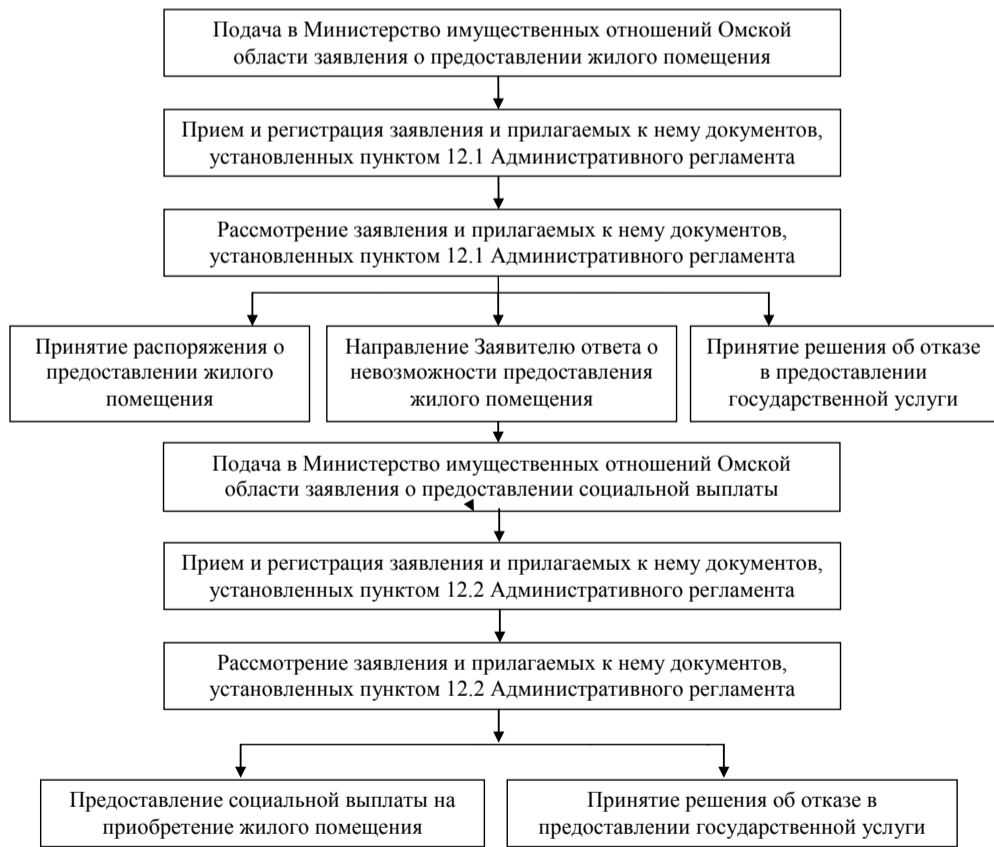 Подача в Министерство имущественных отношений Омской
области заявления о предоставлении жилого помещения
Прием и регистрация заявления и прилагаемых к нему документов,
установленных пунктом 12.1 Административного регламента
Рассмотрение заявления и прилагаемых к нему документов,
установленных пунктом 12.1 Административного регламента
Принятие распоряжения о
предоставлении жилого
помещения
Направление Заявителю ответа о
невозможности предоставления
жилого помещения
Принятие решения об отказе
в предоставлении
государственной услуги
Подача в Министерство имущественных отношений Омской
области заявления о предоставлении социальной выплаты
Прием и регистрация заявления и прилагаемых к нему документов,
установленных пунктом 12.2 Административного регламента
Рассмотрение заявления и прилагаемых к нему документов,
установленных пунктом 12.2 Административного регламента
Предоставление социальной выплаты на
приобретение жилого помещения
Принятие решения об отказе в
предоставлении государственной услуги